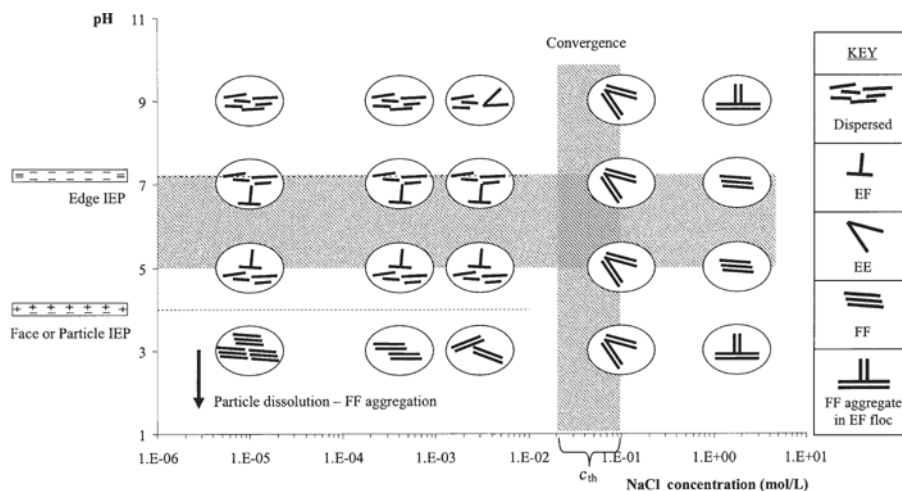 pH
11
9
7
5
3
1
Edge IEP
Face or Particle IEP
Convergence
Particle dissolution – FF aggregation
1.E-06
1.E-05
1.E-04
1.E-03
1.E-02
1.E-01
1.E+00
1.E+01
cth
NaCl concentration (mol/L)
KEY
Dispersed
EF
EE
FF
FF aggregate
in EF floc